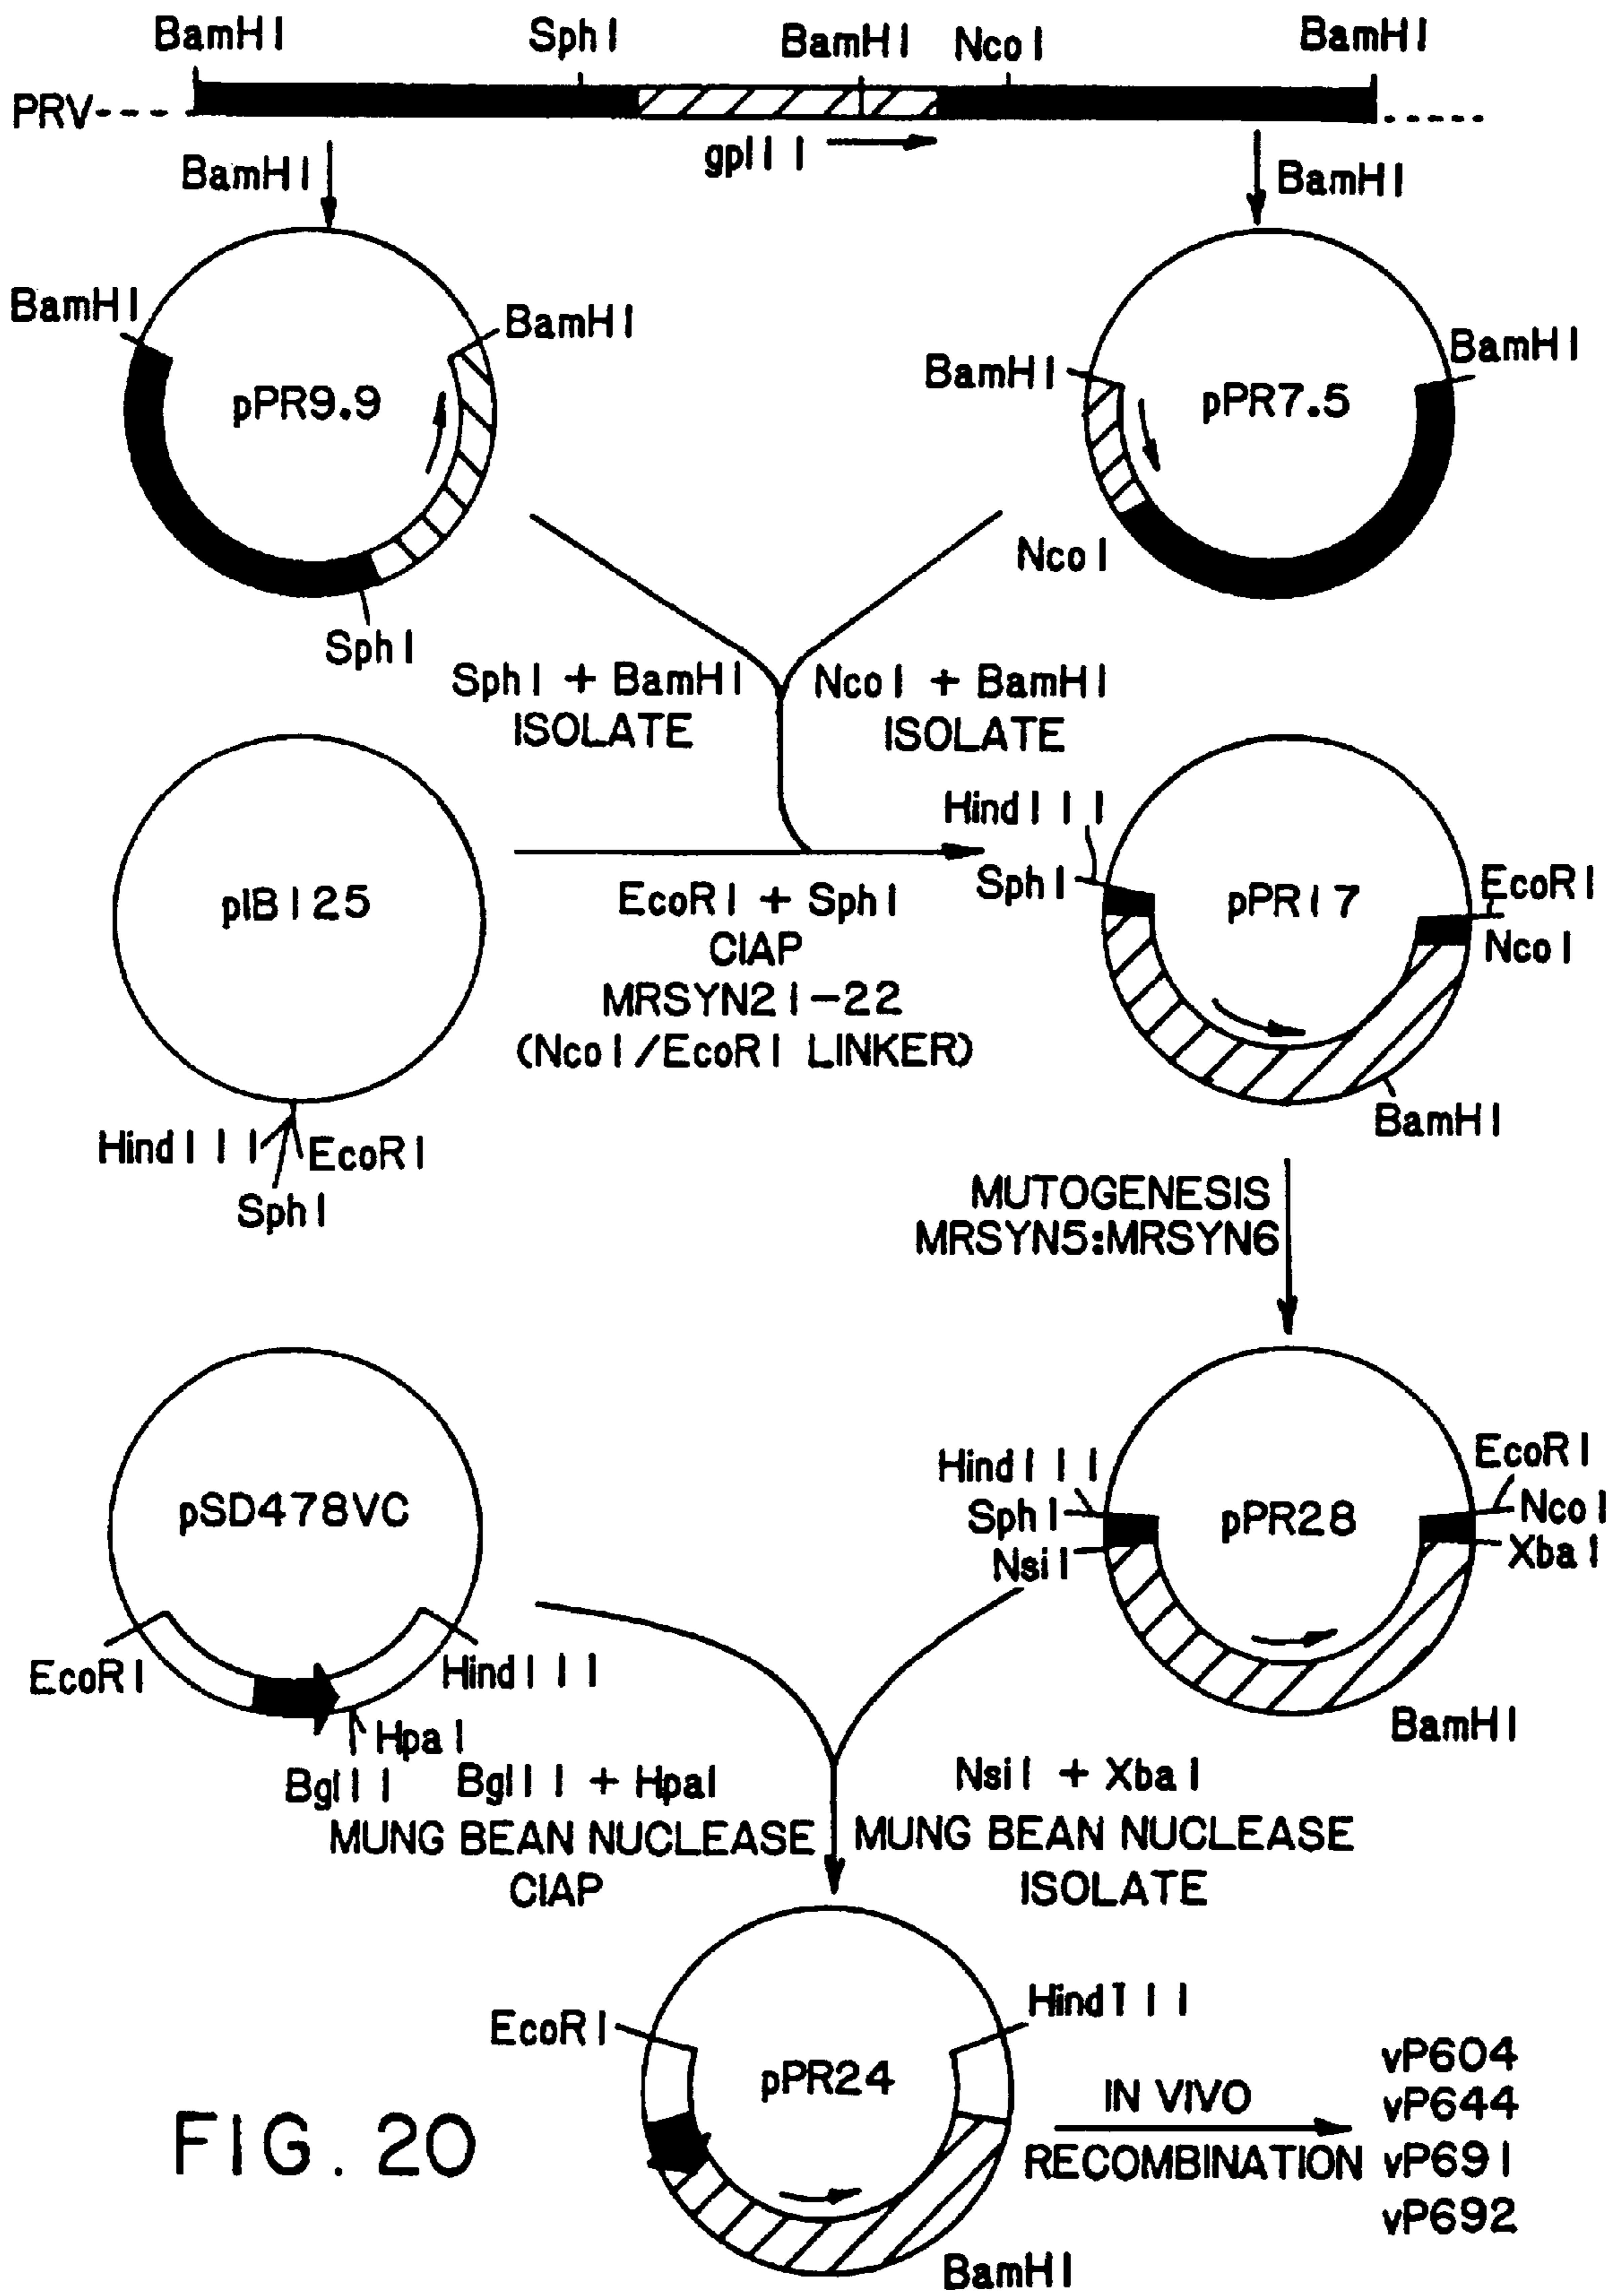 BamHI SphI BamHI NcoI BamHI
PRV
gpIII
BamHI
BamHI
BamHI
BamHI
pPR9.9
SphI
BamHI
BamHI
pPR7.5
NcoI
SphI + BamHI
ISOLATE
NcoI + BamHI
ISOLATE
pIB125
HindIII
EcoRI
SphI
EcoRI + SphI
CIAP
MRSYN21-22
(NcoI/EcoRI LINKER)
HindIII
SphI
pPR17
EcoRI
NcoI
BamHI
MUTOGENESIS
MRSYN5:MRSYN6
pSD478VC
EcoRI
HindIII
HpaI
BglII
HindIII
SphI
NsiI
pPR28
EcoRI
NcoI
XbaI
BamHI
BglII + HpaI
MUNG BEAN NUCLEASE
CIAP
NsiI + XbaI
MUNG BEAN NUCLEASE
ISOLATE
EcoRI
HindIII
pPR24
BamHI
IN VIVO
RECOMBINATION
vP604
vP644
vP691
vP692
FIG. 20